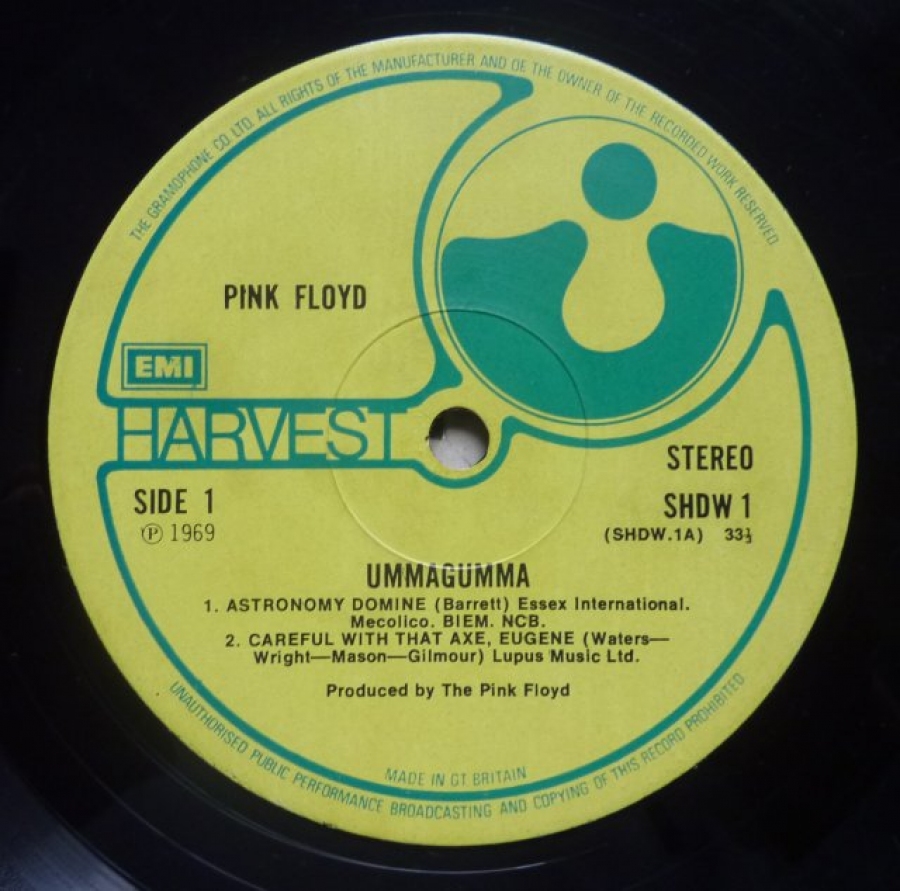 THE GRAMOPHONE CO LTD. ALL RIGHTS OF THE MANUFACTURER AND OF THE OWNER OF THE RECORDED WORK RESERVED
PINK FLOYD
EMI
HARVEST
STEREO
SIDE 1
SHDW 1
Ⓟ 1969
(SHDW.1A) 33⅓
UMMAGUMMA
1. ASTRONOMY DOMINE (Barrett) Essex International.
Mecolico. BIEM. NCB.
2. CAREFUL WITH THAT AXE, EUGENE (Waters—
Wright—Mason—Gilmour) Lupus Music Ltd.
Produced by The Pink Floyd
MADE IN GT BRITAIN
UNAUTHORISED PUBLIC PERFORMANCE BROADCASTING AND COPYING OF THIS RECORD PROHIBITED